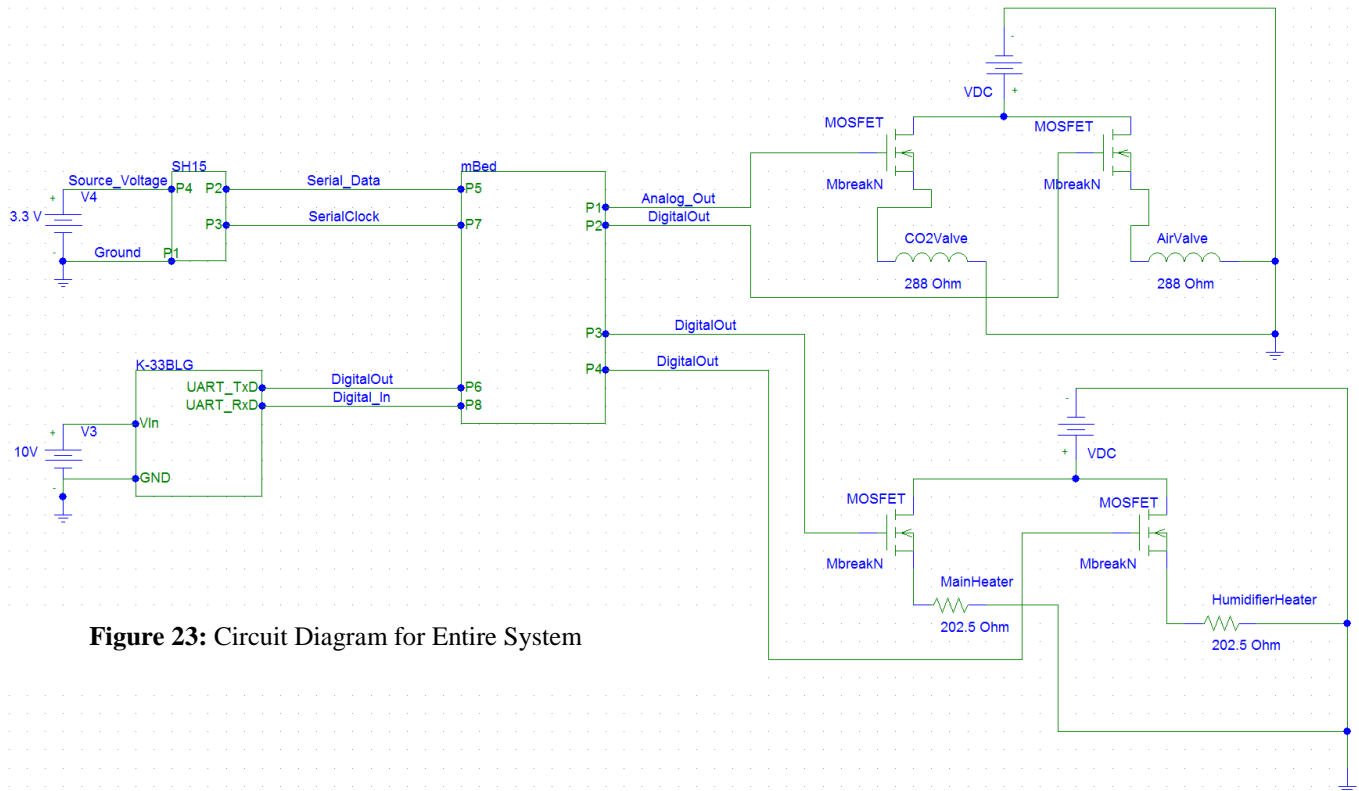 -
VDC
+
MOSFET
MOSFET
MbreakN
MbreakN
SH15
mBed
Source_Voltage
P4
P2
Serial_Data
P5
+
V4
3.3 V
P3
SerialClock
P7
-
Ground
P1
P1
Analog_Out
P2
DigitalOut
CO2Valve
AirValve
288 Ohm
288 Ohm
P3
DigitalOut
P4
DigitalOut
K-33BLG
UART_TxD
DigitalOut
P6
UART_RxD
Digital_In
P8
VIn
+
V3
10V
GND
-
-
+
VDC
MOSFET
MOSFET
MbreakN
MbreakN
MainHeater
202.5 Ohm
HumidifierHeater
202.5 Ohm
Figure 23: Circuit Diagram for Entire System